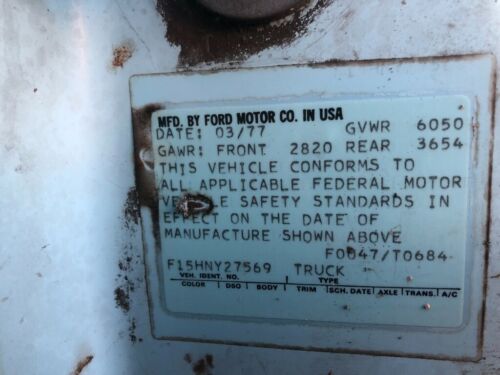 MFD. BY FORD MOTOR CO. IN USA
DATE: 03/77 GVWR 6050
GAWR: FRONT 2820 REAR 3654
THIS VEHICLE CONFORMS TO
ALL APPLICABLE FEDERAL MOTOR
SAFETY STANDARDS IN
EFFECT ON THE DATE OF
MANUFACTURE SHOWN ABOVE
F0047/T0684
F15HNY27569 TRUCK
VEH. IDENT. NO. TYPE
COLOR DSO BODY TRIM SCH. DATE AXLE TRANS. A/C